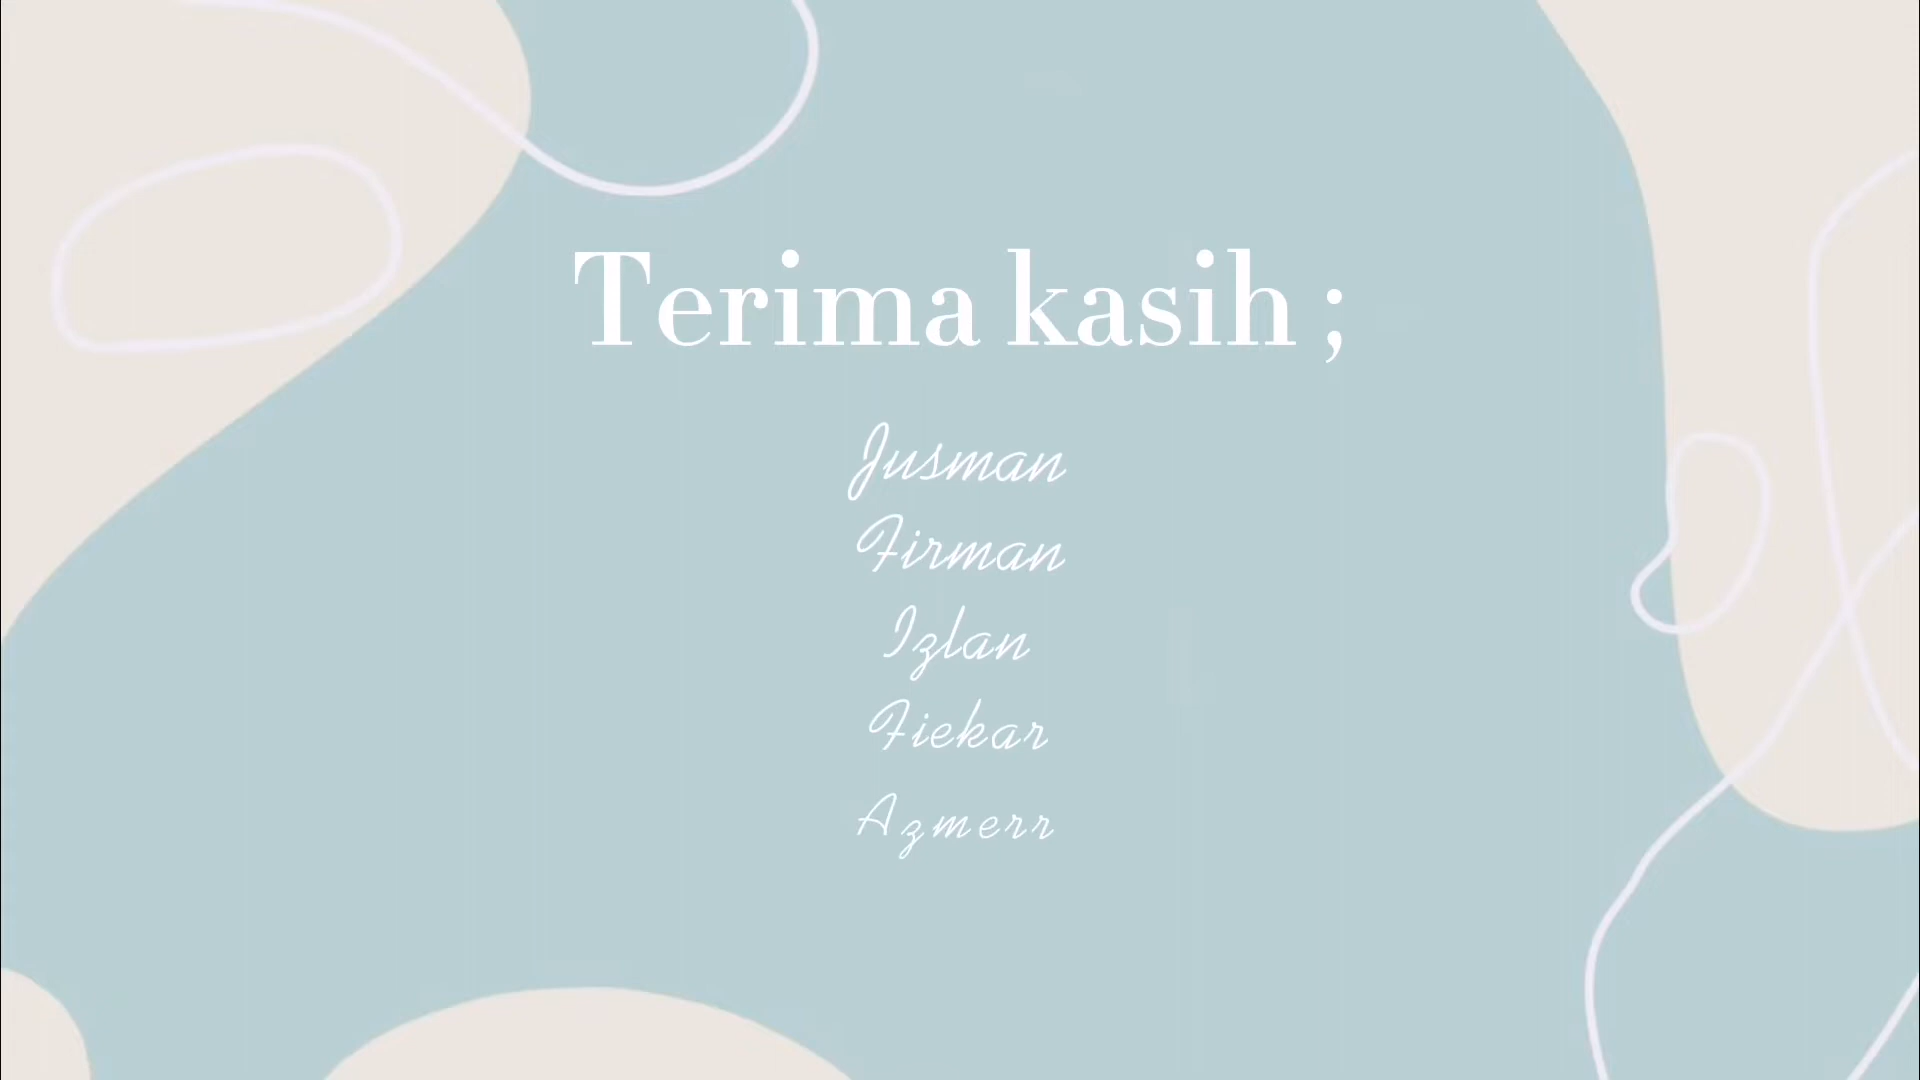 Terima kasih ;
Jusman
Firman
Izlan
Fiekar
Azmerr